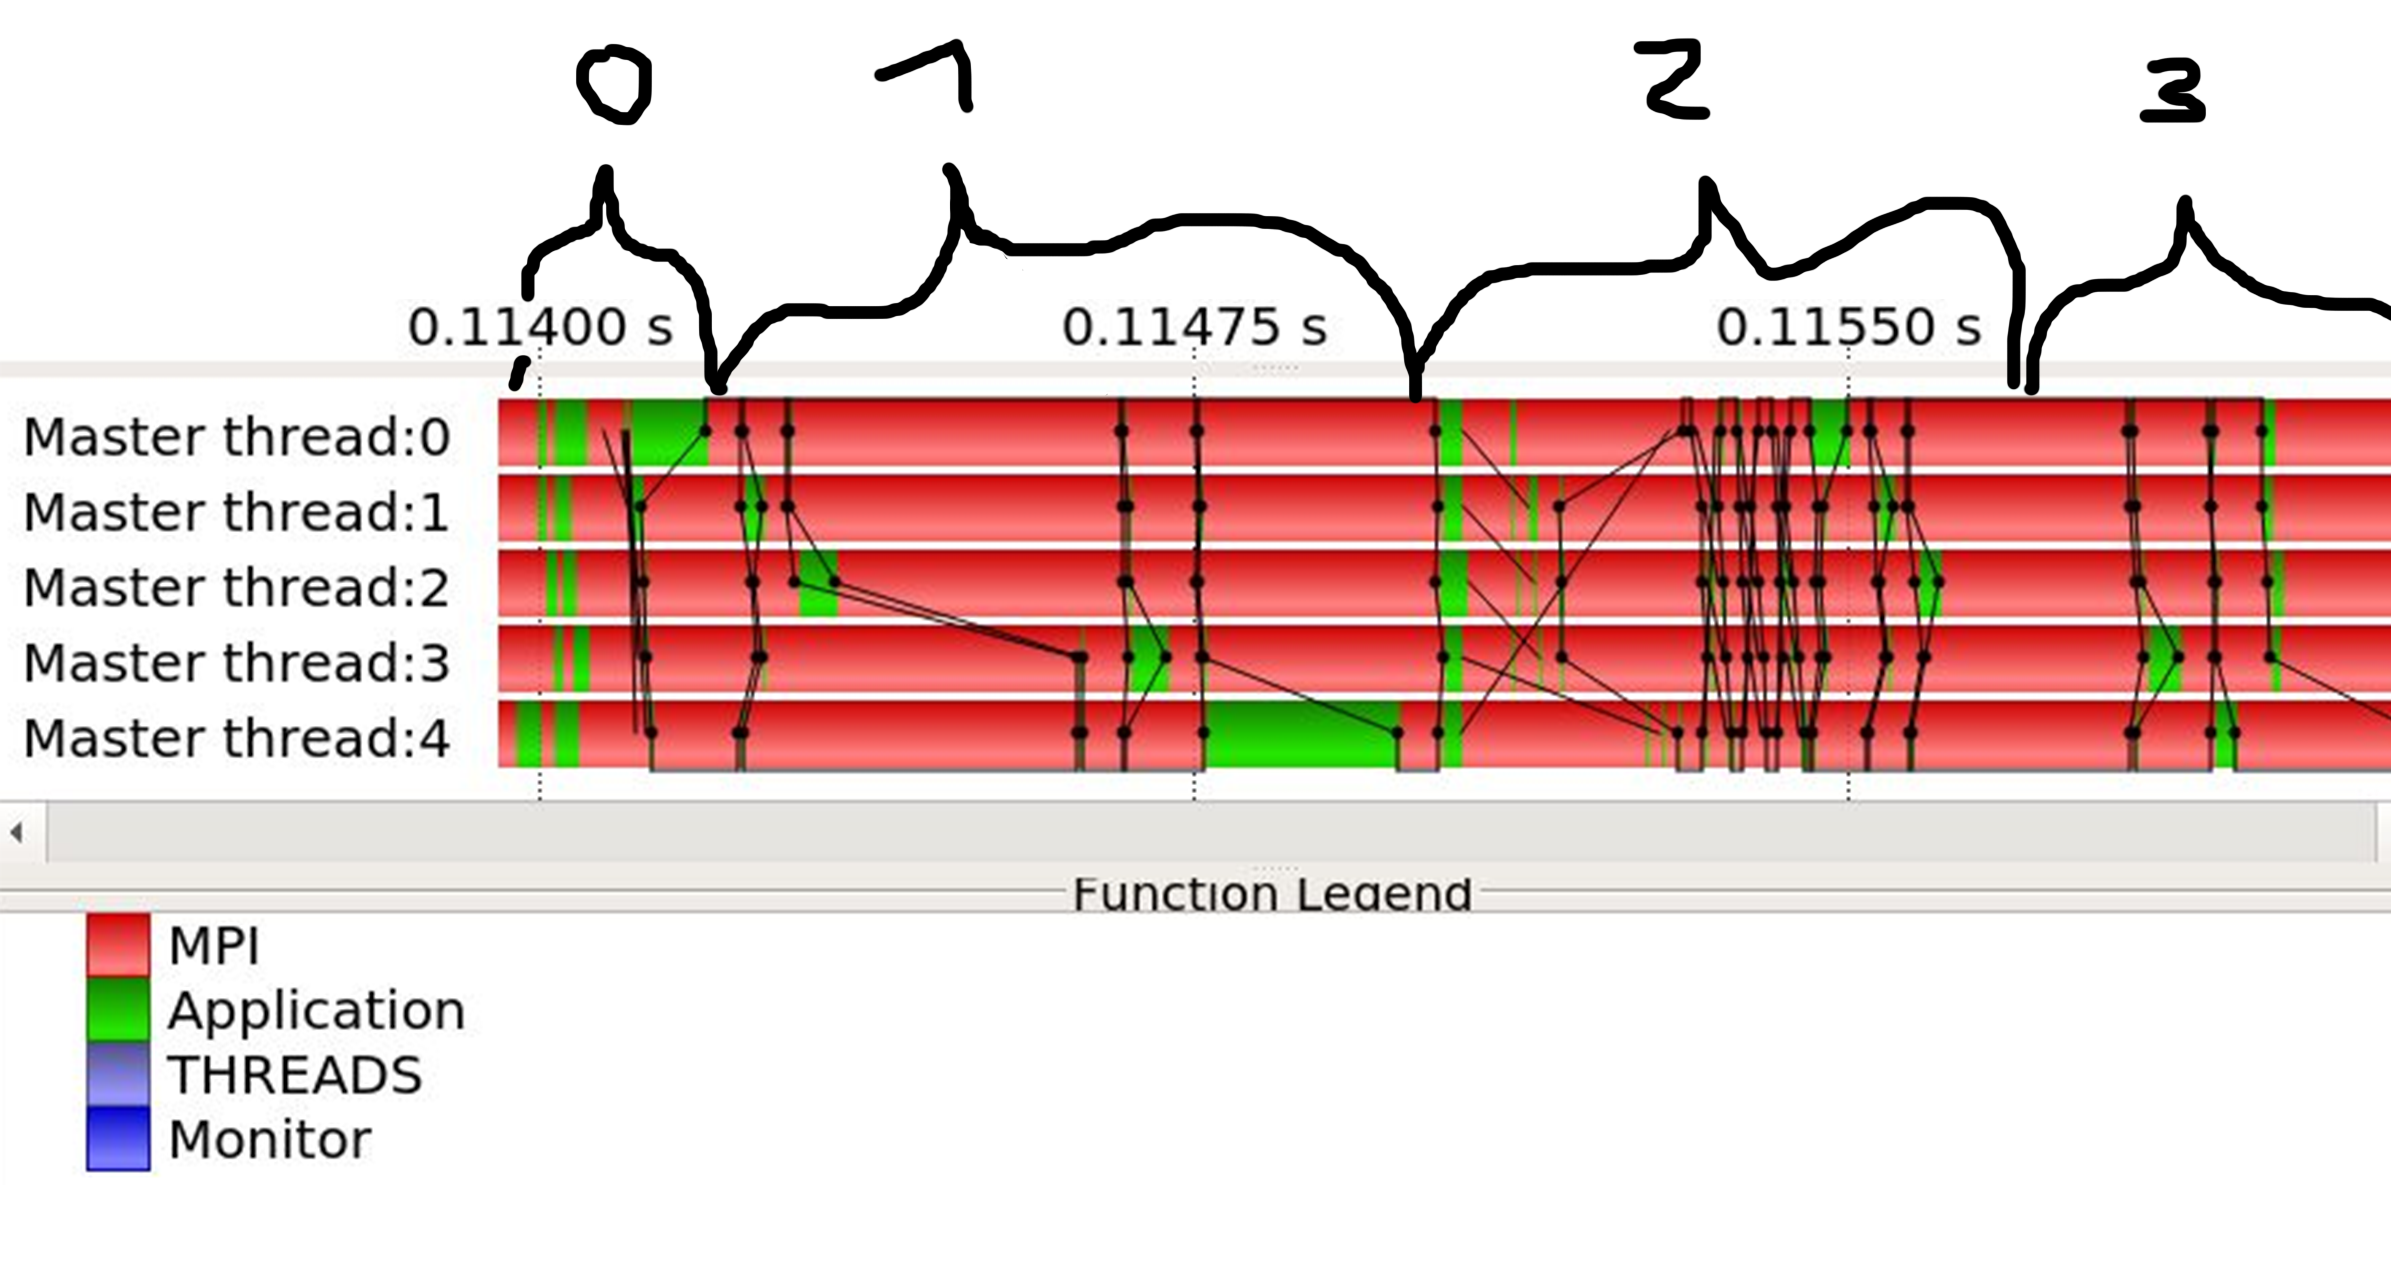 0 1 2 3
0.11400 s 0.11475 s 0.11550 s
Master thread:0
Master thread:1
Master thread:2
Master thread:3
Master thread:4
Function Legend
MPI
Application
THREADS
Monitor